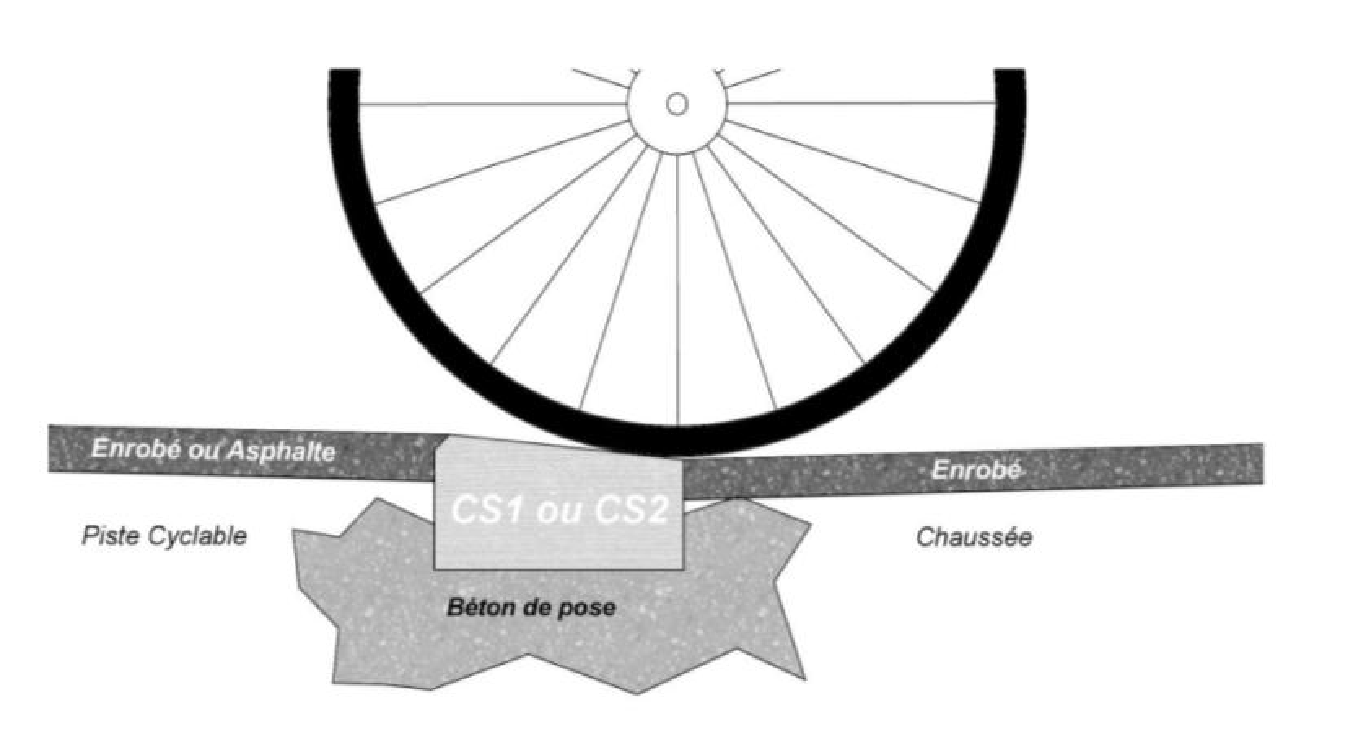 Enrobé ou Asphalte
Enrobé
CS1 ou CS2
Piste Cyclable
Chaussée
Béton de pose